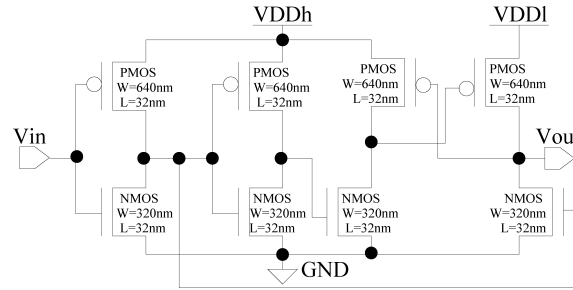 VDDh
VDDl
PMOS
W=640nm
L=32nm
PMOS
W=640nm
L=32nm
PMOS
W=640nm
L=32nm
PMOS
W=640nm
L=32nm
Vin
Vou
NMOS
W=320nm
L=32nm
NMOS
W=320nm
L=32nm
NMOS
W=320nm
L=32nm
NMOS
W=320nm
L=32nm
GND